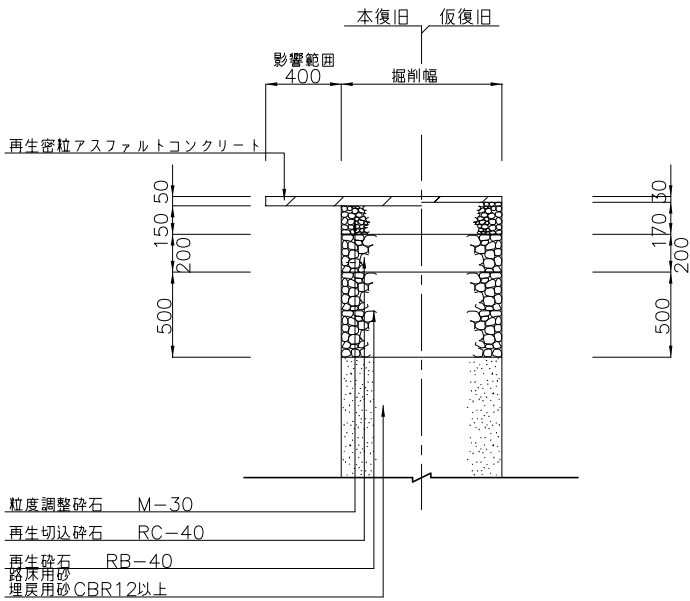 本復旧 仮復旧
影響範囲
400
掘削幅
再生密粒アスファルトコンクリート
50
150
200
500
30
170
200
500
粒度調整砕石 M-30
再生切込砕石 RC-40
再生砕石 RB-40
路床用砂
埋戻用砂CBR12以上